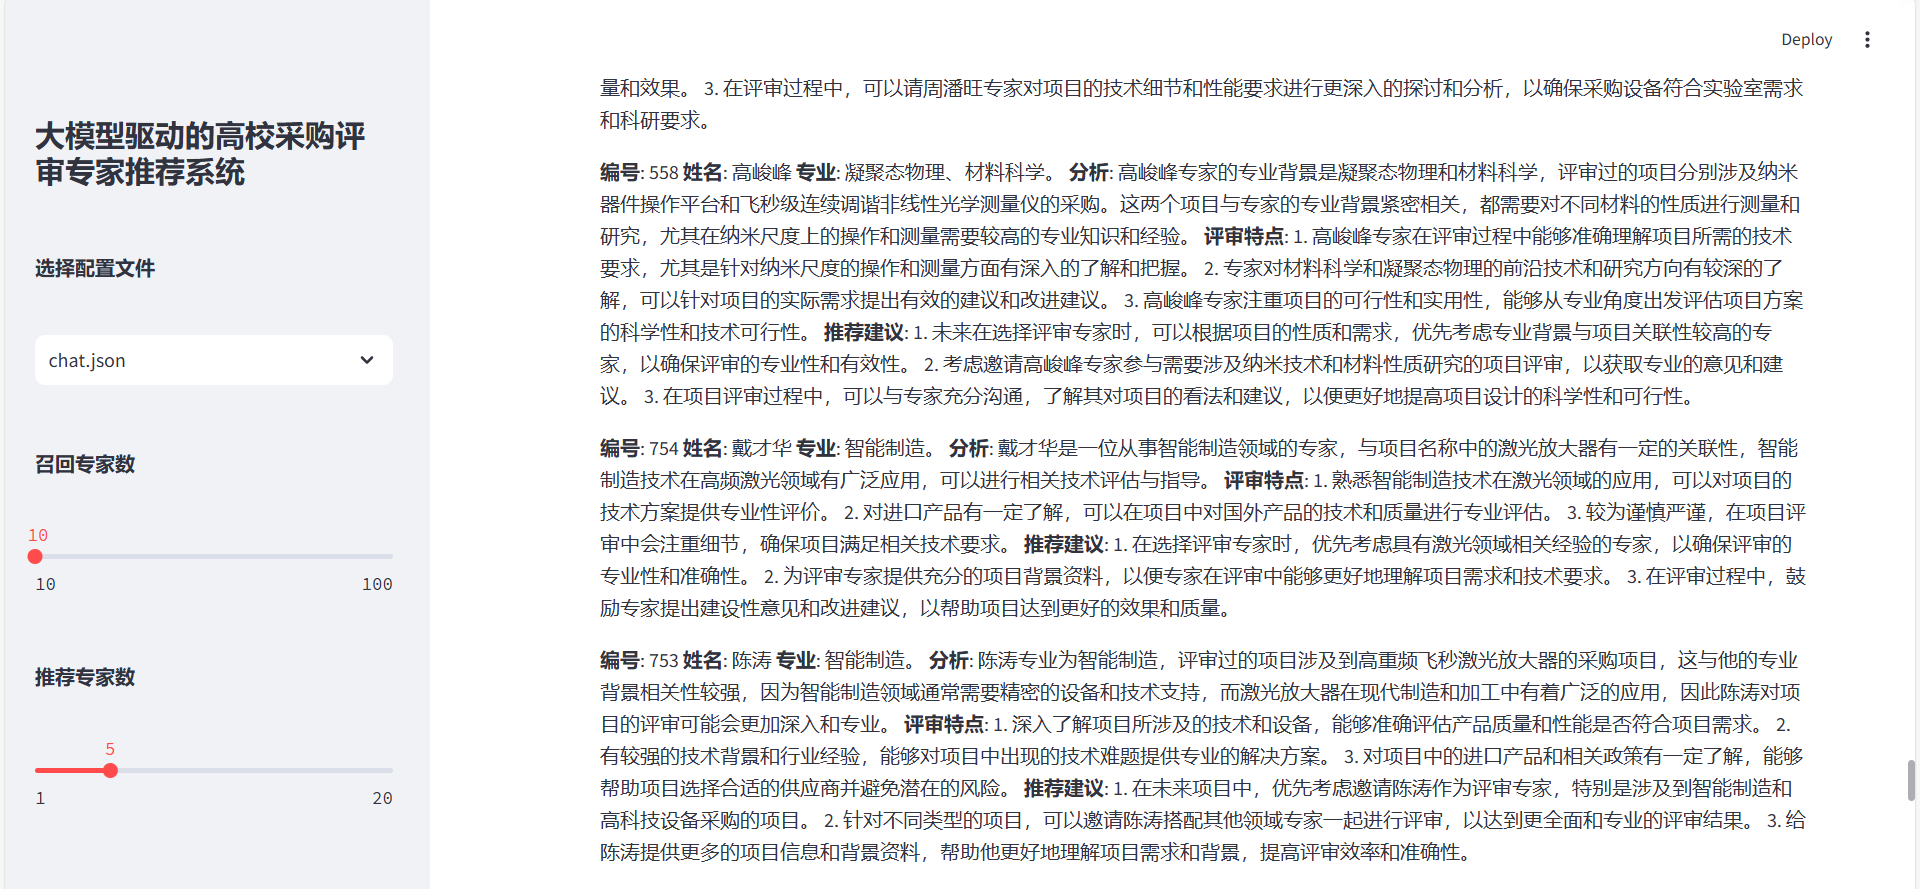 Deploy
大模型驱动的高校采购评
审专家推荐系统
选择配置文件
chat.json
召回专家数
10
10 100
推荐专家数
5
1 20
量和效果。 3. 在评审过程中，可以请周潘旺专家对项目的技术细节和性能要求进行更深入的探讨和分析，以确保采购设备符合实验室需求
和科研要求。
编号: 558 姓名: 高峻峰 专业: 凝聚态物理、材料科学。 分析: 高峻峰专家的专业背景是凝聚态物理和材料科学，评审过的项目分别涉及纳米
器件操作平台和飞秒级连续调谐非线性光学测量仪的采购。这两个项目与专家的专业背景紧密相关，都需要对不同材料的性质进行测量和
研究，尤其在纳米尺度上的操作和测量需要较高的专业知识和经验。 评审特点: 1. 高峻峰专家在评审过程中能够准确理解项目所需的技术
要求，尤其是针对纳米尺度的操作和测量方面有深入的了解和把握。 2. 专家对材料科学和凝聚态物理的前沿技术和研究方向有较深的了
解，可以针对项目的实际需求提出有效的建议和改进建议。 3. 高峻峰专家注重项目的可行性和实用性，能够从专业角度出发评估项目方案
的科学性和技术可行性。 推荐建议: 1. 未来在选择评审专家时，可以根据项目的性质和需求，优先考虑专业背景与项目关联性较高的专
家，以确保评审的专业性和有效性。 2. 考虑邀请高峻峰专家参与需要涉及纳米技术和材料性质研究的项目评审，以获取专业的意见和建
议。 3. 在项目评审过程中，可以与专家充分沟通，了解其对项目的看法和建议，以便更好地提高项目设计的科学性和可行性。
编号: 754 姓名: 戴才华 专业: 智能制造。 分析: 戴才华是一位从事智能制造领域的专家，与项目名称中的激光放大器有一定的关联性，智能
制造技术在高频激光领域有广泛应用，可以进行相关技术评估与指导。 评审特点: 1. 熟悉智能制造技术在激光领域的应用，可以对项目的
技术方案提供专业性评价。 2. 对进口产品有一定了解，可以在项目中对国外产品的技术和质量进行专业评估。 3. 较为谨慎严谨，在项目评
审中会注重细节，确保项目满足相关技术要求。 推荐建议: 1. 在选择评审专家时，优先考虑具有激光领域相关经验的专家，以确保评审的
专业性和准确性。 2. 为评审专家提供充分的项目背景资料，以便专家在评审中能够更好地理解项目需求和技术要求。 3. 在评审过程中，鼓
励专家提出建设性意见和改进建议，以帮助项目达到更好的效果和质量。
编号: 753 姓名: 陈涛 专业: 智能制造。 分析: 陈涛专业为智能制造，评审过的项目涉及到高重频飞秒激光放大器的采购项目，这与他的专业
背景相关性较强，因为智能制造领域通常需要精密的设备和技术支持，而激光放大器在现代制造和加工中有着广泛的应用，因此陈涛对项
目的评审可能会更加深入和专业。 评审特点: 1. 深入了解项目所涉及的技术和设备，能够准确评估产品质量和性能是否符合项目需求。 2.
有较强的技术背景和行业经验，能够对项目中出现的技术难题提供专业的解决方案。 3. 对项目中的进口产品和相关政策有一定了解，能够
帮助项目选择合适的供应商并避免潜在的风险。 推荐建议: 1. 在未来项目中，优先考虑邀请陈涛作为评审专家，特别是涉及到智能制造和
高科技设备采购的项目。 2. 针对不同类型的项目，可以邀请陈涛搭配其他领域专家一起进行评审，以达到更全面和专业的评审结果。 3. 给
陈涛提供更多的项目信息和背景资料，帮助他更好地理解项目需求和背景，提高评审效率和准确性。